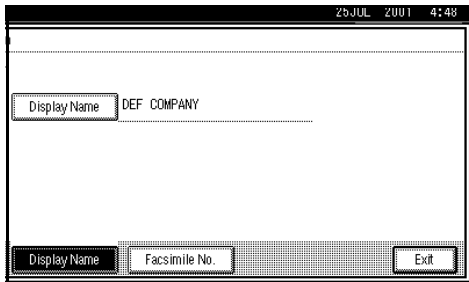 25JUL 2001 4:48
Display Name DEF COMPANY
Display Name Facsimile No. Exit